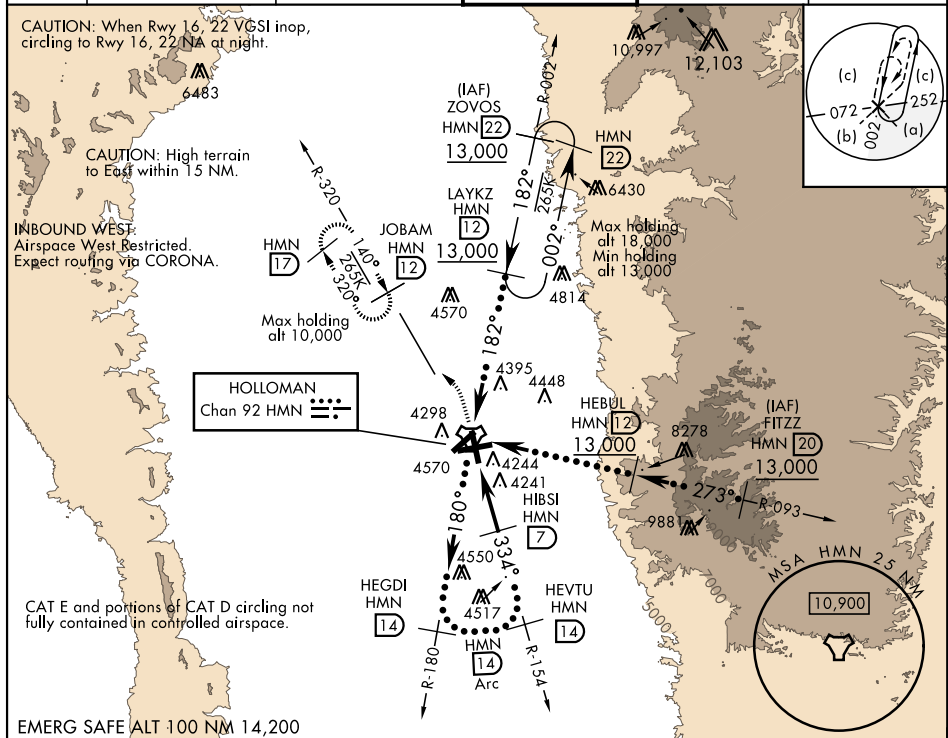 CAUTION: When Rwy 16, 22 VGSI inop,
circling to Rwy 16, 22 NA at night.
6483
10,997
12,103
(c)
(c)
072
252
(b)
(a)
002
R-002
(IAF)
ZOVOS
HMN 22
13,000
HMN
22
6430
182°
265K
002°
CAUTION: High terrain
to East within 15 NM.
R-320
LAYKZ
HMN
12
13,000
Max holding
alt 18,000
Min holding
alt 13,000
INBOUND WEST:
Airspace West Restricted.
Expect routing via CORONA.
HMN
17
140°
265K
320°
JOBAM
HMN
12
4570
4814
Max holding
alt 10,000
182°
4395
4448
HOLLOMAN
Chan 92 HMN
4298
4570
4244
4241
HEBUL
HMN 12
13,000
8278
(IAF)
FITZZ
HMN 20
13,000
273°
R-093
9881
HIBSI
HMN
7
180°
334°
4550
4517
HEGDI
HMN
14
HEVTU
HMN
14
HMN
14
Arc
R-180
R-154
MSA HMN 25 NM
10,900
CAT E and portions of CAT D circling not
fully contained in controlled airspace.
EMERG SAFE ALT 100 NM 14,200